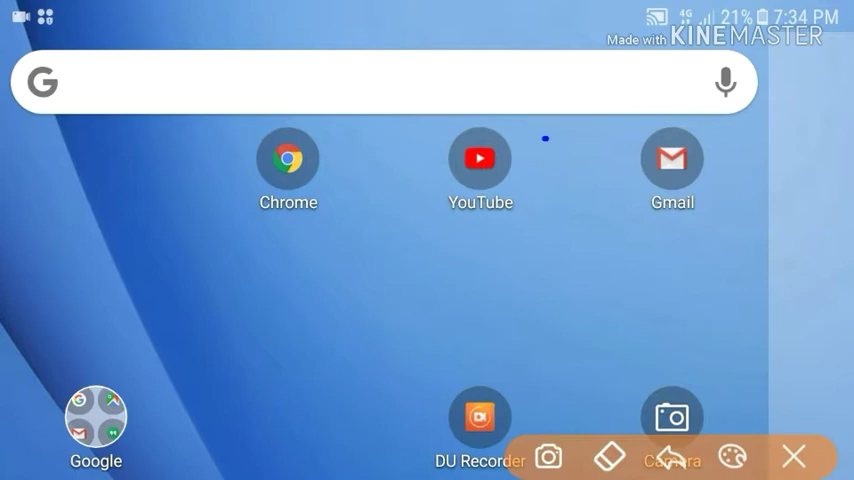 4G 21% 7:34 PM
Made with KINEMASTER
G
Chrome
YouTube
Gmail
Google
DU Recorder
Camera